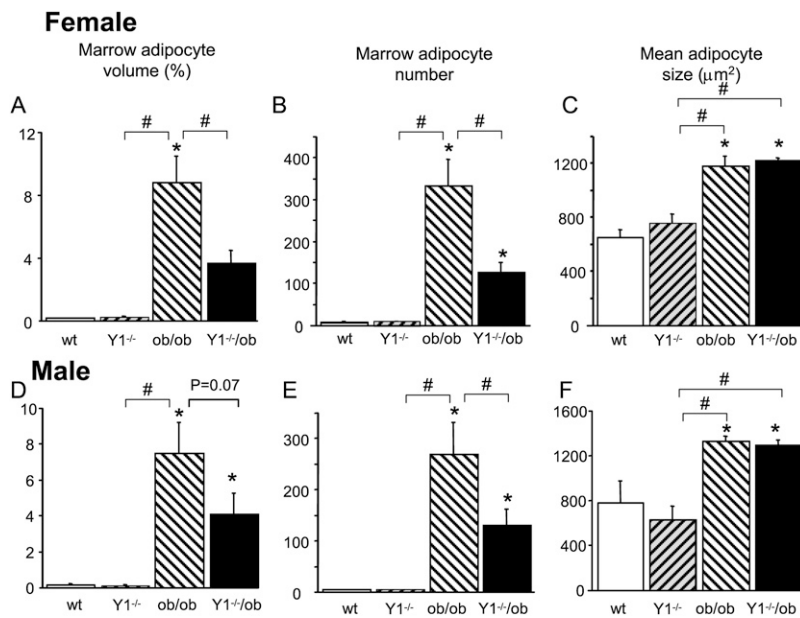 Female
Marrow adipocyte
volume (%)
Marrow adipocyte
number
Mean adipocyte
size (μm²)
A
B
C
#
#
#
#
#
#
*
*
*
*
*
12
8
4
0
400
300
200
100
0
1200
800
400
0
wt Y1⁻/⁻ ob/ob Y1⁻/⁻/ob
wt Y1⁻/⁻ ob/ob Y1⁻/⁻/ob
wt Y1⁻/⁻ ob/ob Y1⁻/⁻/ob
Male
D
E
F
#
P=0.07
#
#
#
#
*
*
*
*
*
*
10
8
6
4
2
0
300
200
100
0
1600
1200
800
400
0
wt Y1⁻/⁻ ob/ob Y1⁻/⁻/ob
wt Y1⁻/⁻ ob/ob Y1⁻/⁻/ob
wt Y1⁻/⁻ ob/ob Y1⁻/⁻/ob